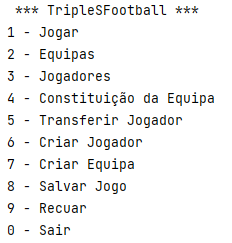 *** TripleSFootball ***
1 - Jogar
2 - Equipas
3 - Jogadores
4 - Constituição da Equipa
5 - Transferir Jogador
6 - Criar Jogador
7 - Criar Equipa
8 - Salvar Jogo
9 - Recuar
0 - Sair